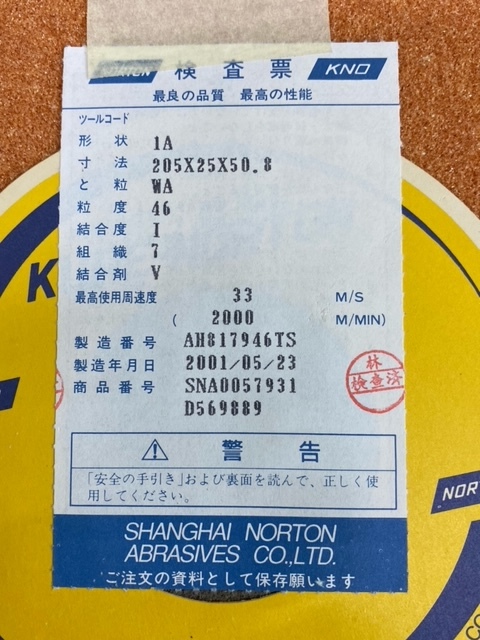 NORTON 検査票 KNO
最良の品質 最高の性能
ツールコード
形状 1A
寸法 205X25X50.8
と粒 WA
粒度 46
結合度 I
組織 7
結合剤 V
最高使用周速度 33 M/S
( 2000 M/MIN)
製造番号 AH817946TS
製造年月日 2001/05/23
商品番号 SNA0057931
D569889
林
検査済
⚠ 警告
「安全の手引き」および裏面を読んで、正しく使
用してください。
SHANGHAI NORTON
ABRASIVES CO.,LTD.
ご注文の資料として保存願います
K
NOR
CO